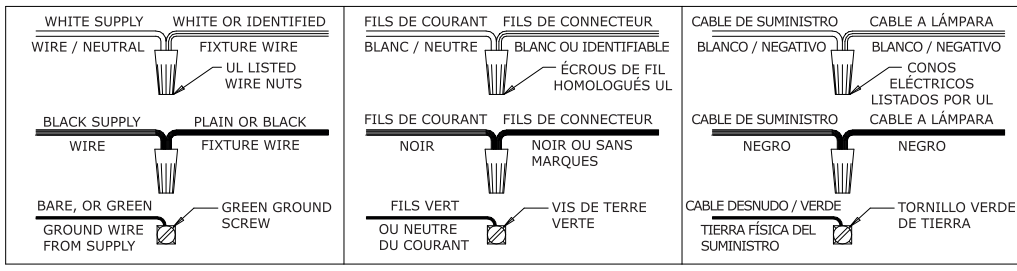 WHITE SUPPLY
WIRE / NEUTRAL
WHITE OR IDENTIFIED
FIXTURE WIRE
UL LISTED
WIRE NUTS
BLACK SUPPLY
WIRE
PLAIN OR BLACK
FIXTURE WIRE
BARE, OR GREEN
GROUND WIRE
FROM SUPPLY
GREEN GROUND
SCREW
FILS DE COURANT
BLANC / NEUTRE
FILS DE CONNECTEUR
BLANC OU IDENTIFIABLE
ÉCROUS DE FIL
HOMOLOGUÉS UL
FILS DE COURANT
NOIR
FILS DE CONNECTEUR
NOIR OU SANS
MARQUES
FILS VERT
OU NEUTRE
DU COURANT
VIS DE TERRE
VERTE
CABLE DE SUMINISTRO
BLANCO / NEGATIVO
CABLE A LÁMPARA
BLANCO / NEGATIVO
CONOS
ELÉCTRICOS
LISTADOS POR UL
CABLE DE SUMINISTRO
NEGRO
CABLE A LÁMPARA
NEGRO
CABLE DESNUDO / VERDE
TIERRA FÍSICA DEL
SUMINISTRO
TORNILLO VERDE
DE TIERRA